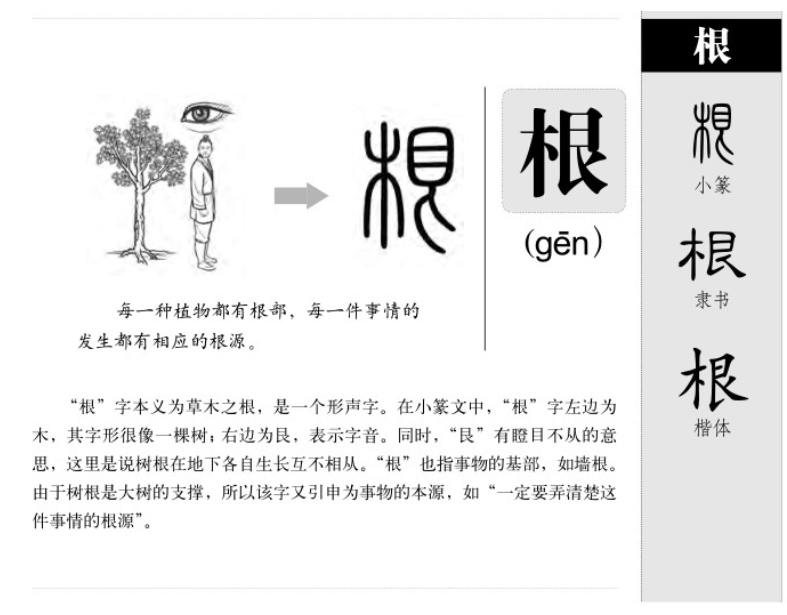 根
根
根
(gēn)
每一种植物都有根部，每一件事情的
发生都有相应的根源。
“根”字本义为草木之根，是一个形声字。在小篆文中，“根”字左边为
木，其字形很像一棵树；右边为艮，表示字音。同时，“艮”有瞪目不从的意
思，这里是说树根在地下各自生长互不相从。“根”也指事物的基部，如墙根。
由于树根是大树的支撑，所以该字又引申为事物的本源，如“一定要弄清楚这
件事情的根源”。
根
小篆
根
隶书
根
楷体